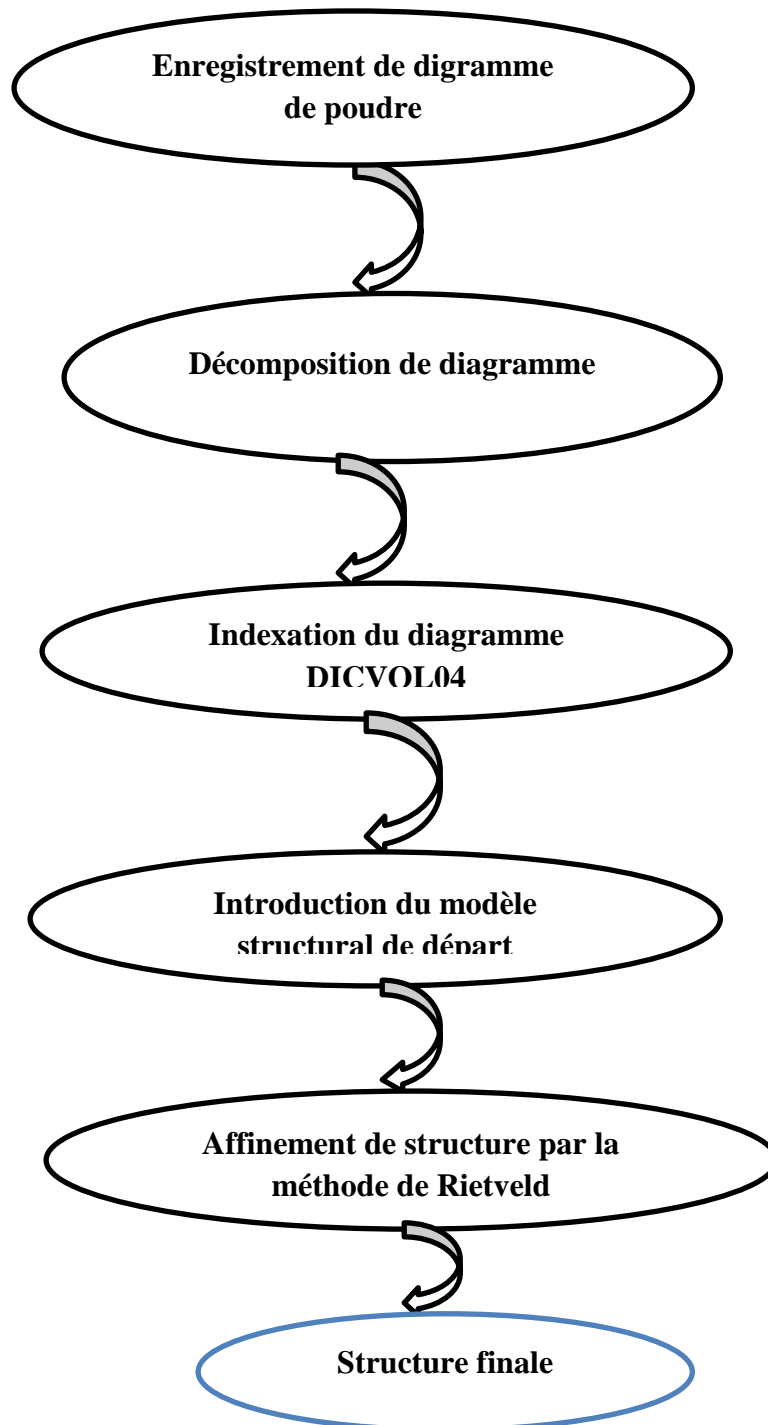 Enregistrement de digramme
de poudre
Décomposition de diagramme
Indexation du diagramme
DICVOL04
Introduction du modèle
structural de départ
Affinement de structure par la
méthode de Rietveld
Structure finale